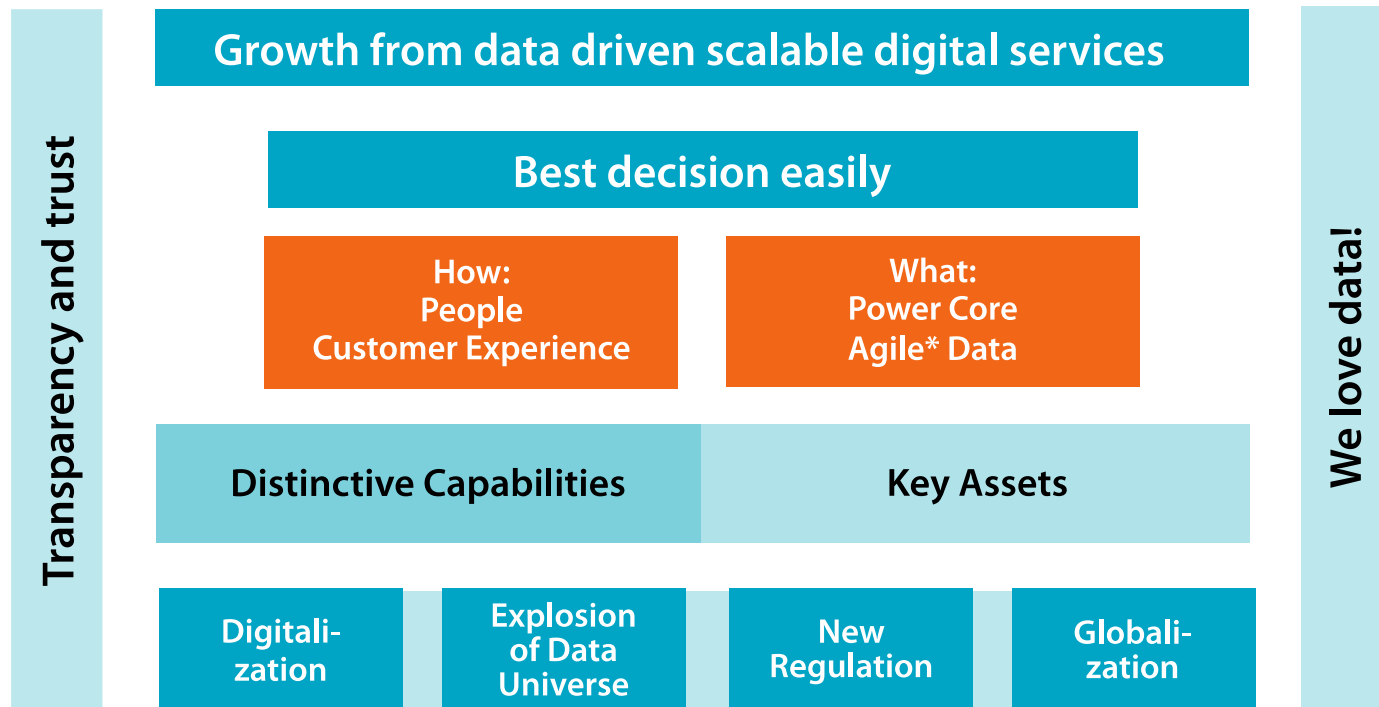 Growth from data driven scalable digital services
Transparency and trust
Best decision easily
We love data!
How:
People
Customer Experience
What:
Power Core
Agile* Data
Distinctive Capabilities
Key Assets
Digitali-
zation
Explosion
of Data
Universe
New
Regulation
Globali-
zation